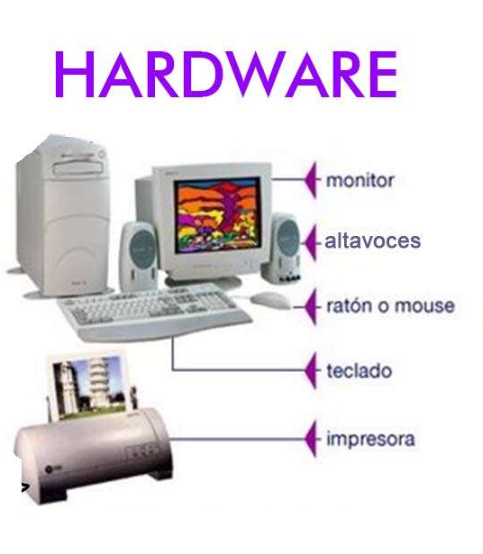 HARDWARE
monitor
altavoces
ratón o mouse
teclado
impresora